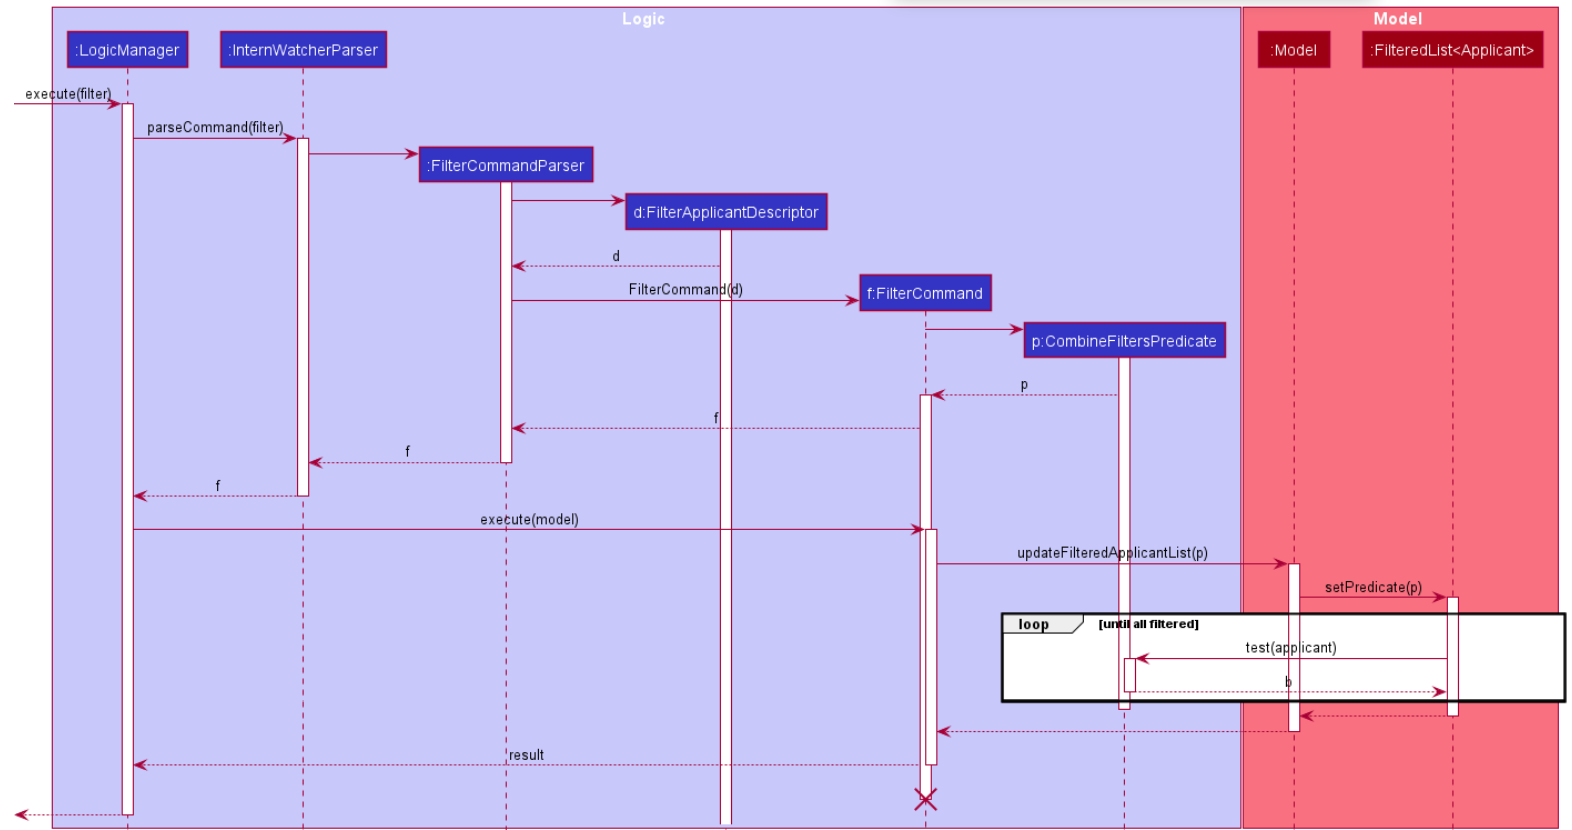 Logic
Model
:LogicManager
:InternWatcherParser
:Model
:FilteredList<Applicant>
execute(filter)
parseCommand(filter)
:FilterCommandParser
d:FilterApplicantDescriptor
d
FilterCommand(d)
f:FilterCommand
p:CombineFiltersPredicate
p
f
f
f
execute(model)
updateFilteredApplicantList(p)
setPredicate(p)
loop
[until all filtered]
test(applicant)
b
result